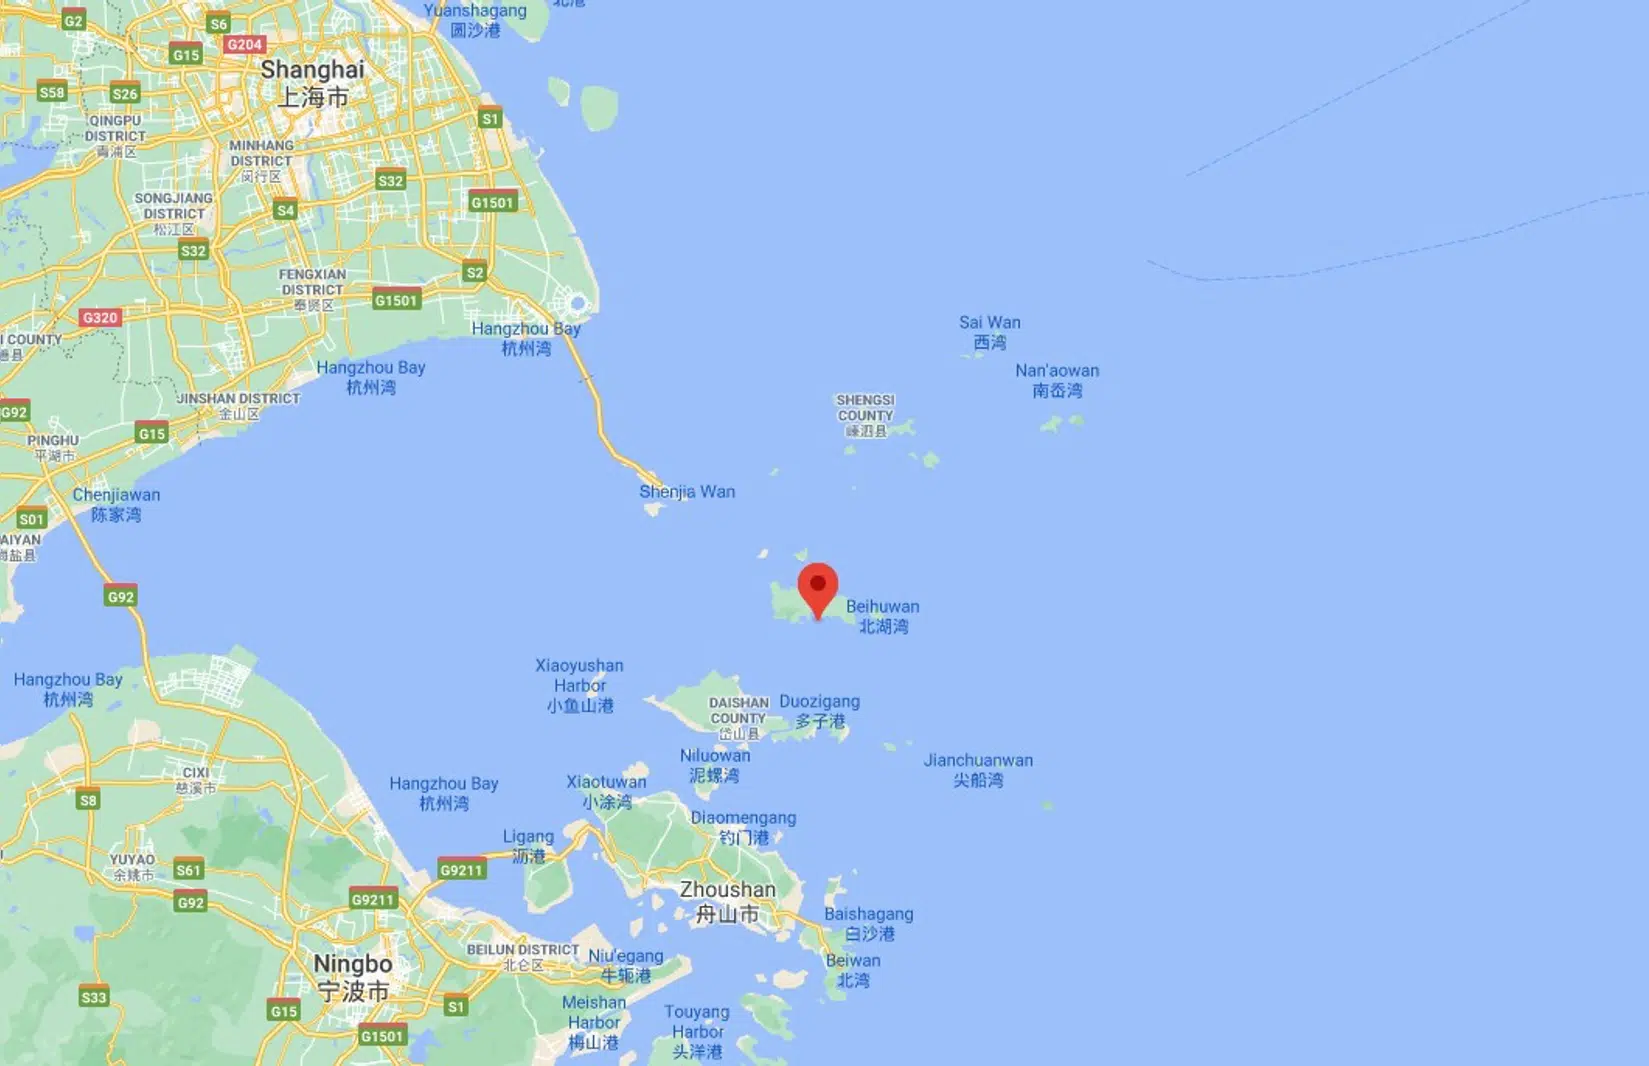 Yuanshagang
圆沙港
北港
G2
S6
G204
G15
Shanghai
上海市
S58
S26
S1
QINGPU
DISTRICT
青浦区
MINHANG
DISTRICT
闵行区
S32
SONGJIANG
DISTRICT
松江区
S4
G1501
S32
S2
FENGXIAN
DISTRICT
奉贤区
G1501
G320
Hangzhou Bay
杭州湾
I COUNTY
善县
Hangzhou Bay
杭州湾
Sai Wan
西湾
Nan'aowan
南岙湾
JINSHAN DISTRICT
金山区
G92
G15
SHENGSI
COUNTY
嵊泗县
PINGHU
平湖市
Shenjia Wan
Chenjiawan
陈家湾
S01
AIYAN
海盐县
G92
Beihuwan
北湖湾
Hangzhou Bay
杭州湾
Xiaoyushan
Harbor
小鱼山港
DAISHAN
COUNTY
岱山县
Duozigang
多子港
Niluowan
泥螺湾
Jianchuanwan
尖船湾
CIXI
慈溪市
Hangzhou Bay
杭州湾
Xiaotuwan
小涂湾
S8
Diaomengang
钓门港
Ligang
沥港
YUYAO
余姚市
S61
G9211
G92
G9211
Zhoushan
舟山市
Baishagang
白沙港
BEILUN DISTRICT
北仑区
Niu'egang
牛轭港
Beiwan
北湾
Ningbo
宁波市
S33
G15
S1
Meishan
Harbor
梅山港
Touyang
Harbor
头洋港
G1501